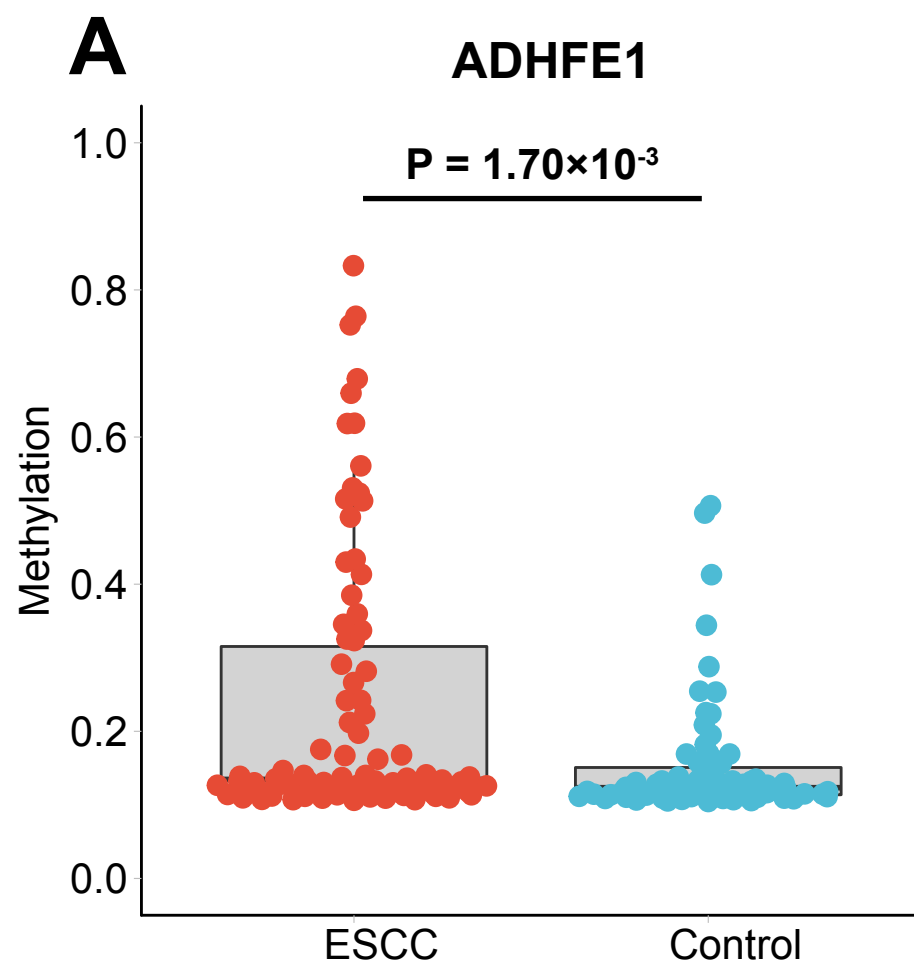 A
ADHFE1
P = 1.70×10⁻³
1.0
0.8
0.6
0.4
0.2
0.0
Methylation
ESCC
Control